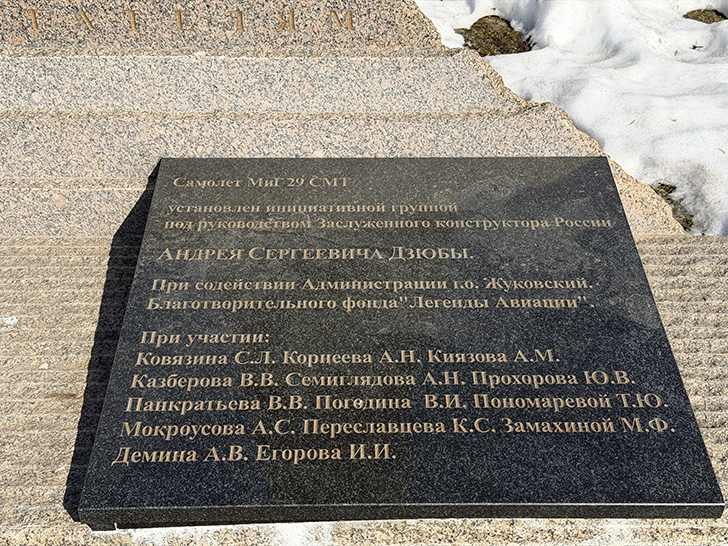 Самолет МиГ 29 СМТ
установлен инициативной группой
под руководством Заслуженного конструктора России
АНДРЕЯ СЕРГЕЕВИЧА ДЗЮБЫ.
При содействии Администрации г.о. Жуковский.
Благотворительного фонда"Легенды Авиации".
При участии:
Ковязина С.Л. Корнеева А.Н. Киязова А.М.
Казберова В.В. Семиглядова А.Н. Прохорова Ю.В.
Панкратьева В.В. Погодина В.И. Пономаревой Т.Ю.
Мокроусова А.С. Переславцева К.С. Замахиной М.Ф.
Демина А.В. Егорова И.И.